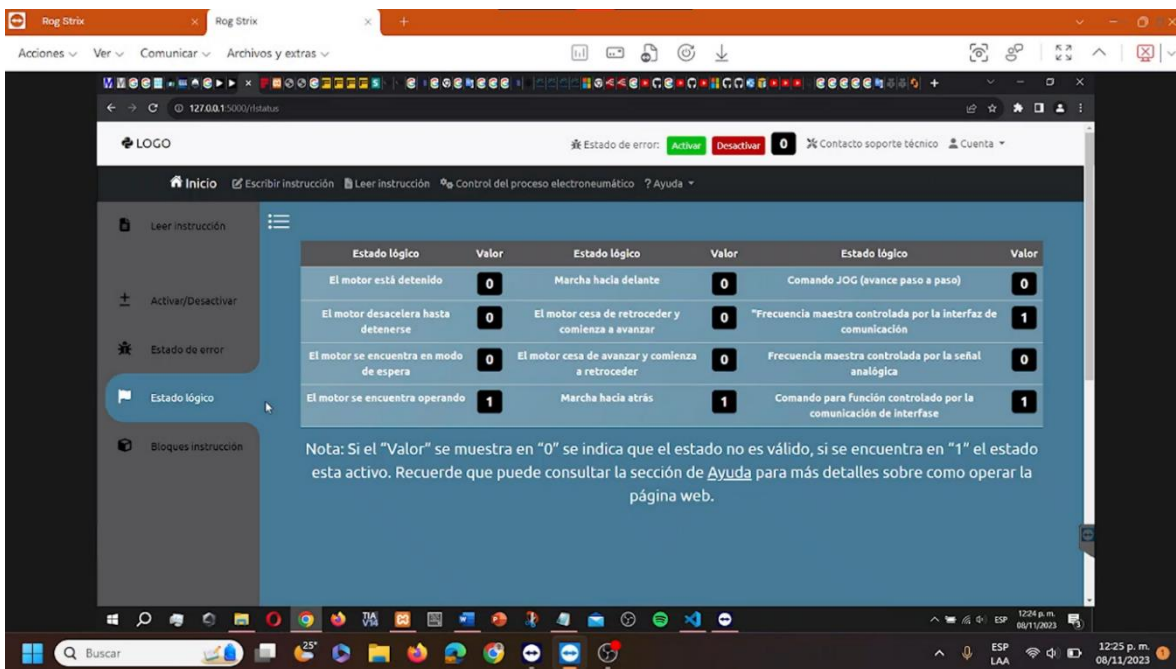 Rog Strix
Rog Strix
Acciones Ver Comunicar Archivos y extras
127.0.0.1:5000/rlstatus
LOGO
Estado de error: Activar Desactivar 0 Contacto soporte técnico Cuenta
Inicio Escribir instrucción Leer instrucción Control del proceso electroneumático ? Ayuda
Leer instrucción
Activar/Desactivar
Estado de error
Estado lógico
Bloques instrucción
Estado lógico Valor Estado lógico Valor Estado lógico Valor
El motor está detenido 0 Marcha hacia delante 0 Comando JOG (avance paso a paso) 0
El motor desacelera hasta detenerse 0 El motor cesa de retroceder y comienza a avanzar 0 "Frecuencia maestra controlada por la interfaz de comunicación 1
El motor se encuentra en modo de espera 0 El motor cesa de avanzar y comienza a retroceder 0 Frecuencia maestra controlada por la señal analógica 0
El motor se encuentra operando 1 Marcha hacia atrás 1 Comando para función controlado por la comunicación de interfase 1
Nota: Si el "Valor" se muestra en "0" se indica que el estado no es válido, si se encuentra en "1" el estado
esta activo. Recuerde que puede consultar la sección de Ayuda para más detalles sobre como operar la
página web.
ESP
12:24 p. m.
08/11/2023
Buscar
25°
ESP
LAA
12:25 p. m.
08/11/2023